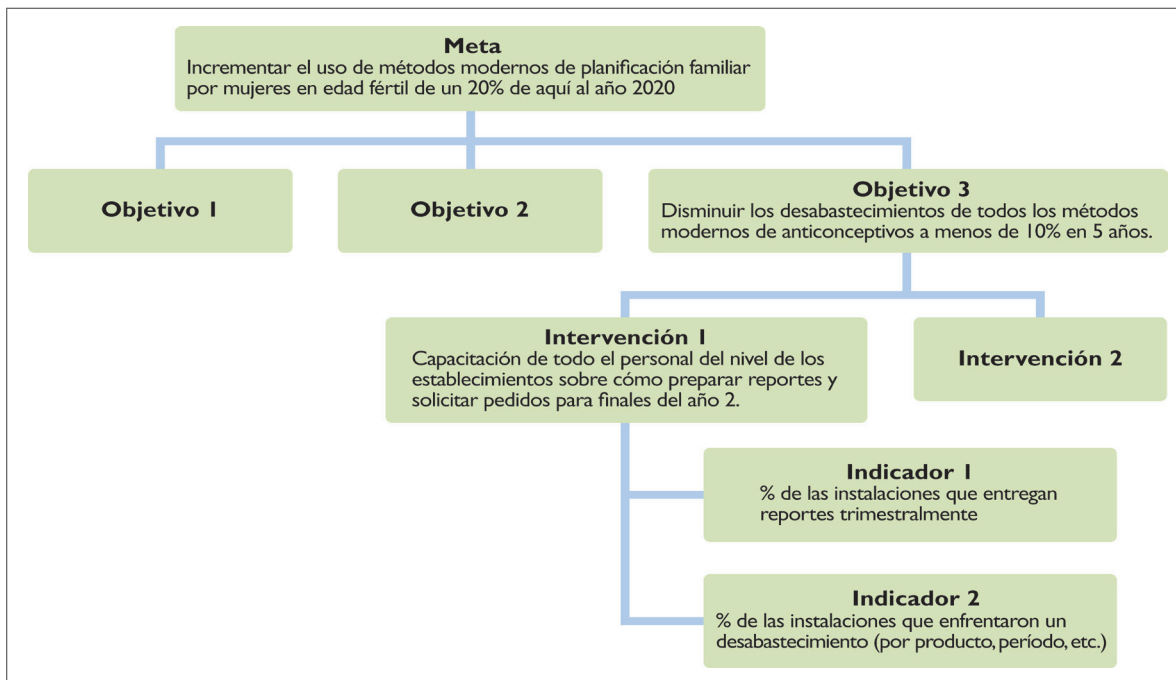 Meta
Incrementar el uso de métodos modernos de planificación familiar
por mujeres en edad fértil de un 20% de aquí al año 2020
Objetivo 1
Objetivo 2
Objetivo 3
Disminuir los desabastecimientos de todos los métodos
modernos de anticonceptivos a menos de 10% en 5 años.
Intervención 1
Capacitación de todo el personal del nivel de los
establecimientos sobre cómo preparar reportes y
solicitar pedidos para finales del año 2.
Intervención 2
Indicador 1
% de las instalaciones que entregan
reportes trimestralmente
Indicador 2
% de las instalaciones que enfrentaron un
desabastecimiento (por producto, período, etc.)